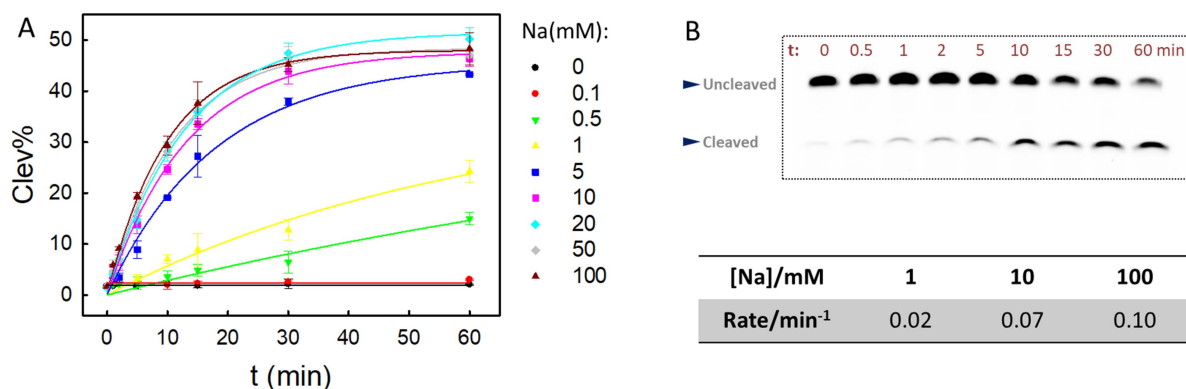 A
Na(mM):
0
0.1
0.5
1
5
10
20
50
100
Clev%
50
40
30
20
10
0
0 10 20 30 40 50 60
t (min)
B
t: 0 0.5 1 2 5 10 15 30 60 min
Uncleaved
Cleaved
[Na]/mM 1 10 100
Rate/min-1 0.02 0.07 0.10